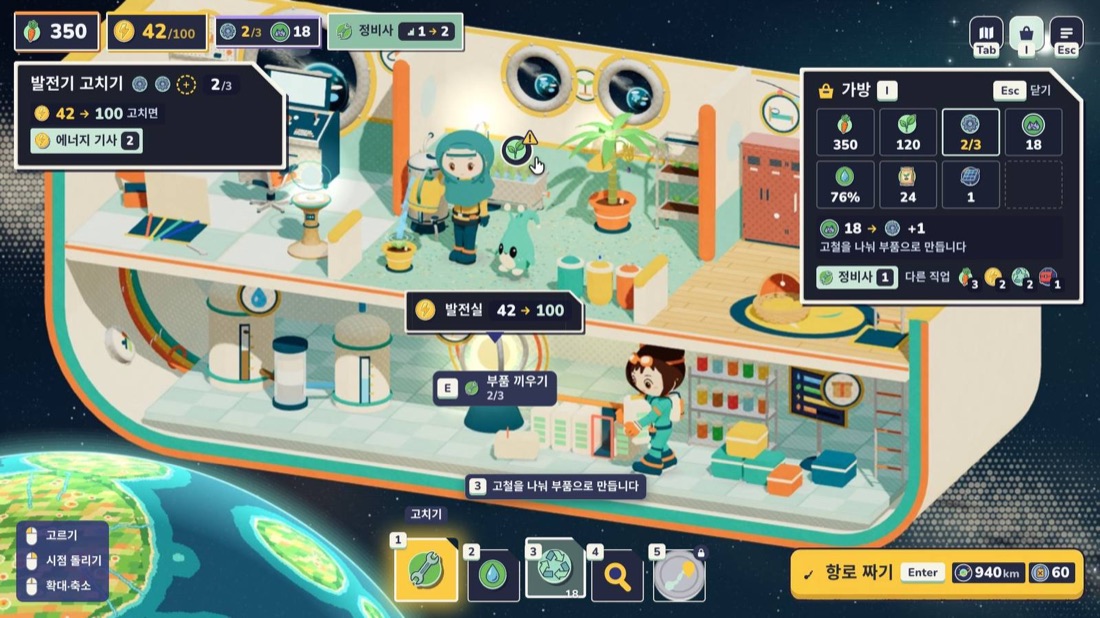 350
42/100
2/3
18
정비사 1→2
Tab
I
Esc
발전기 고치기 2/3
42 → 100 고치면
에너지 기사 2
가방 I
Esc 닫기
350
120
2/3
18
76%
24
1
18 → +1
고철을 나눠 부품으로 만듭니다
정비사 1 다른 직업 3 2 2 1
발전실 42 → 100
E 부품 끼우기
2/3
3 고철을 나눠 부품으로 만듭니다
고르기
시점 돌리기
확대·축소
고치기
1
2
3
18
4
5
✓ 항로 짜기 Enter 940km 60